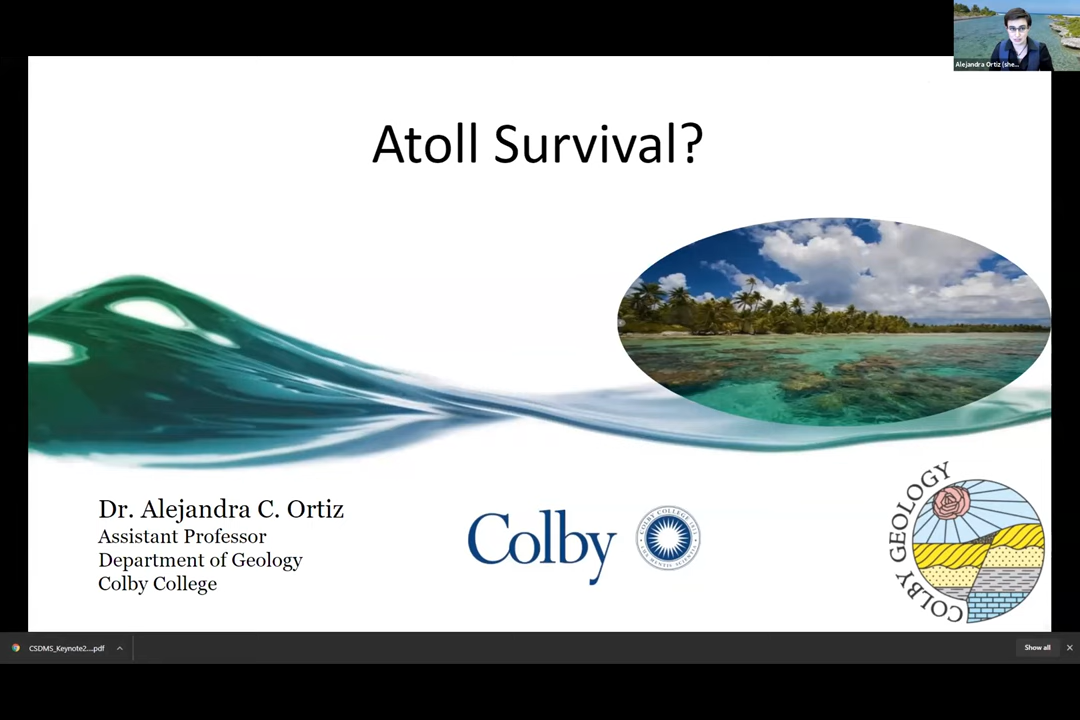 Alejandra Ortiz (she...
Atoll Survival?
Dr. Alejandra C. Ortiz
Assistant Professor
Department of Geology
Colby College
Colby
COLBY GEOLOGY
CSDMS_Keynote2....pdf
Show all